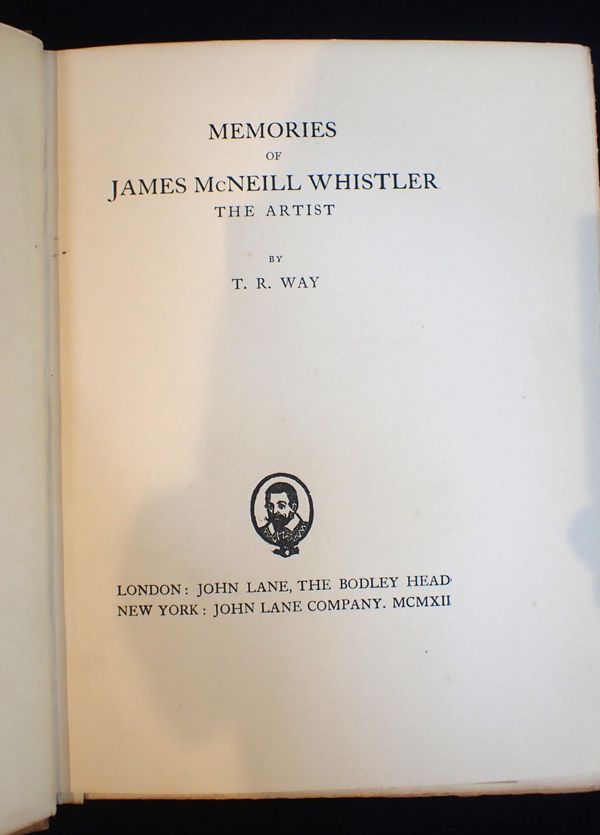 MEMORIES
OF
JAMES McNEILL WHISTLER
THE ARTIST
BY
T. R. WAY
LONDON: JOHN LANE, THE BODLEY HEAD
NEW YORK: JOHN LANE COMPANY. MCMXII